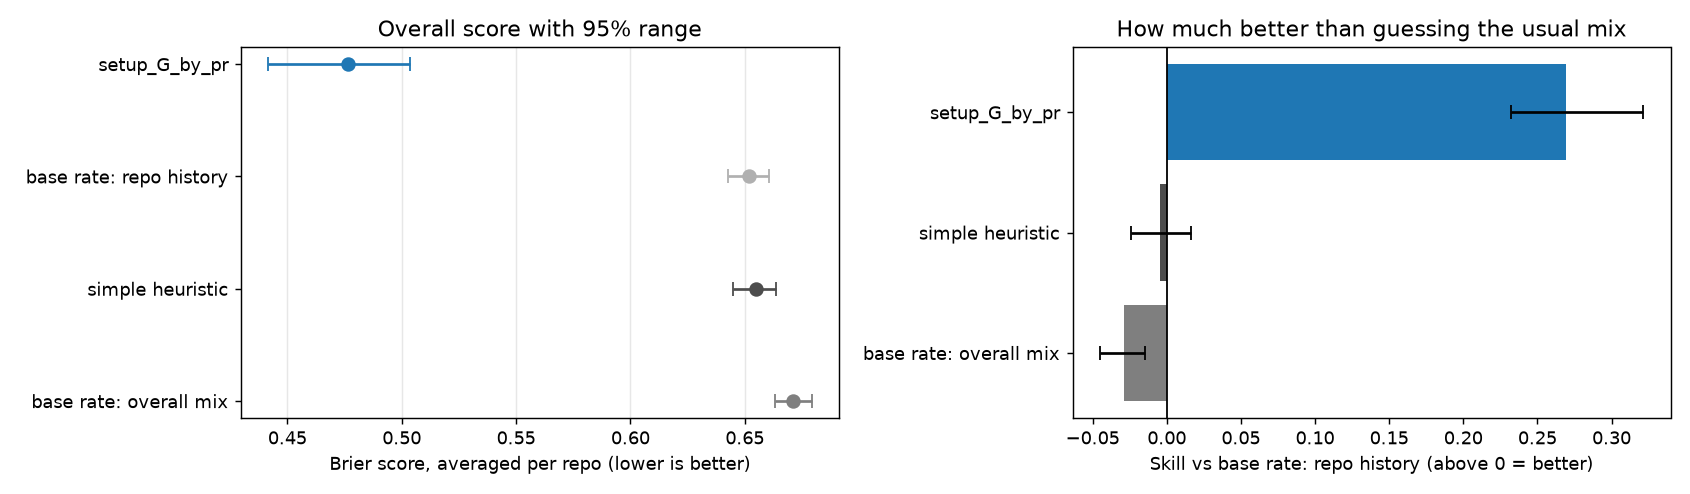 Overall score with 95% range
setup_G_by_pr
base rate: repo history
simple heuristic
base rate: overall mix
0.45 0.50 0.55 0.60 0.65
Brier score, averaged per repo (lower is better)
How much better than guessing the usual mix
setup_G_by_pr
simple heuristic
base rate: overall mix
−0.05 0.00 0.05 0.10 0.15 0.20 0.25 0.30
Skill vs base rate: repo history (above 0 = better)